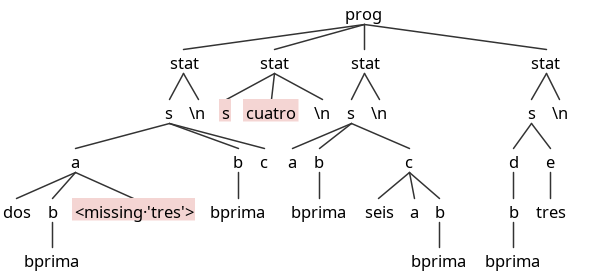 prog
stat stat stat stat
s \n s cuatro \n s \n s \n
a b c a b c d e
dos b <missing·'tres'> bprima bprima seis a b b tres
bprima bprima bprima